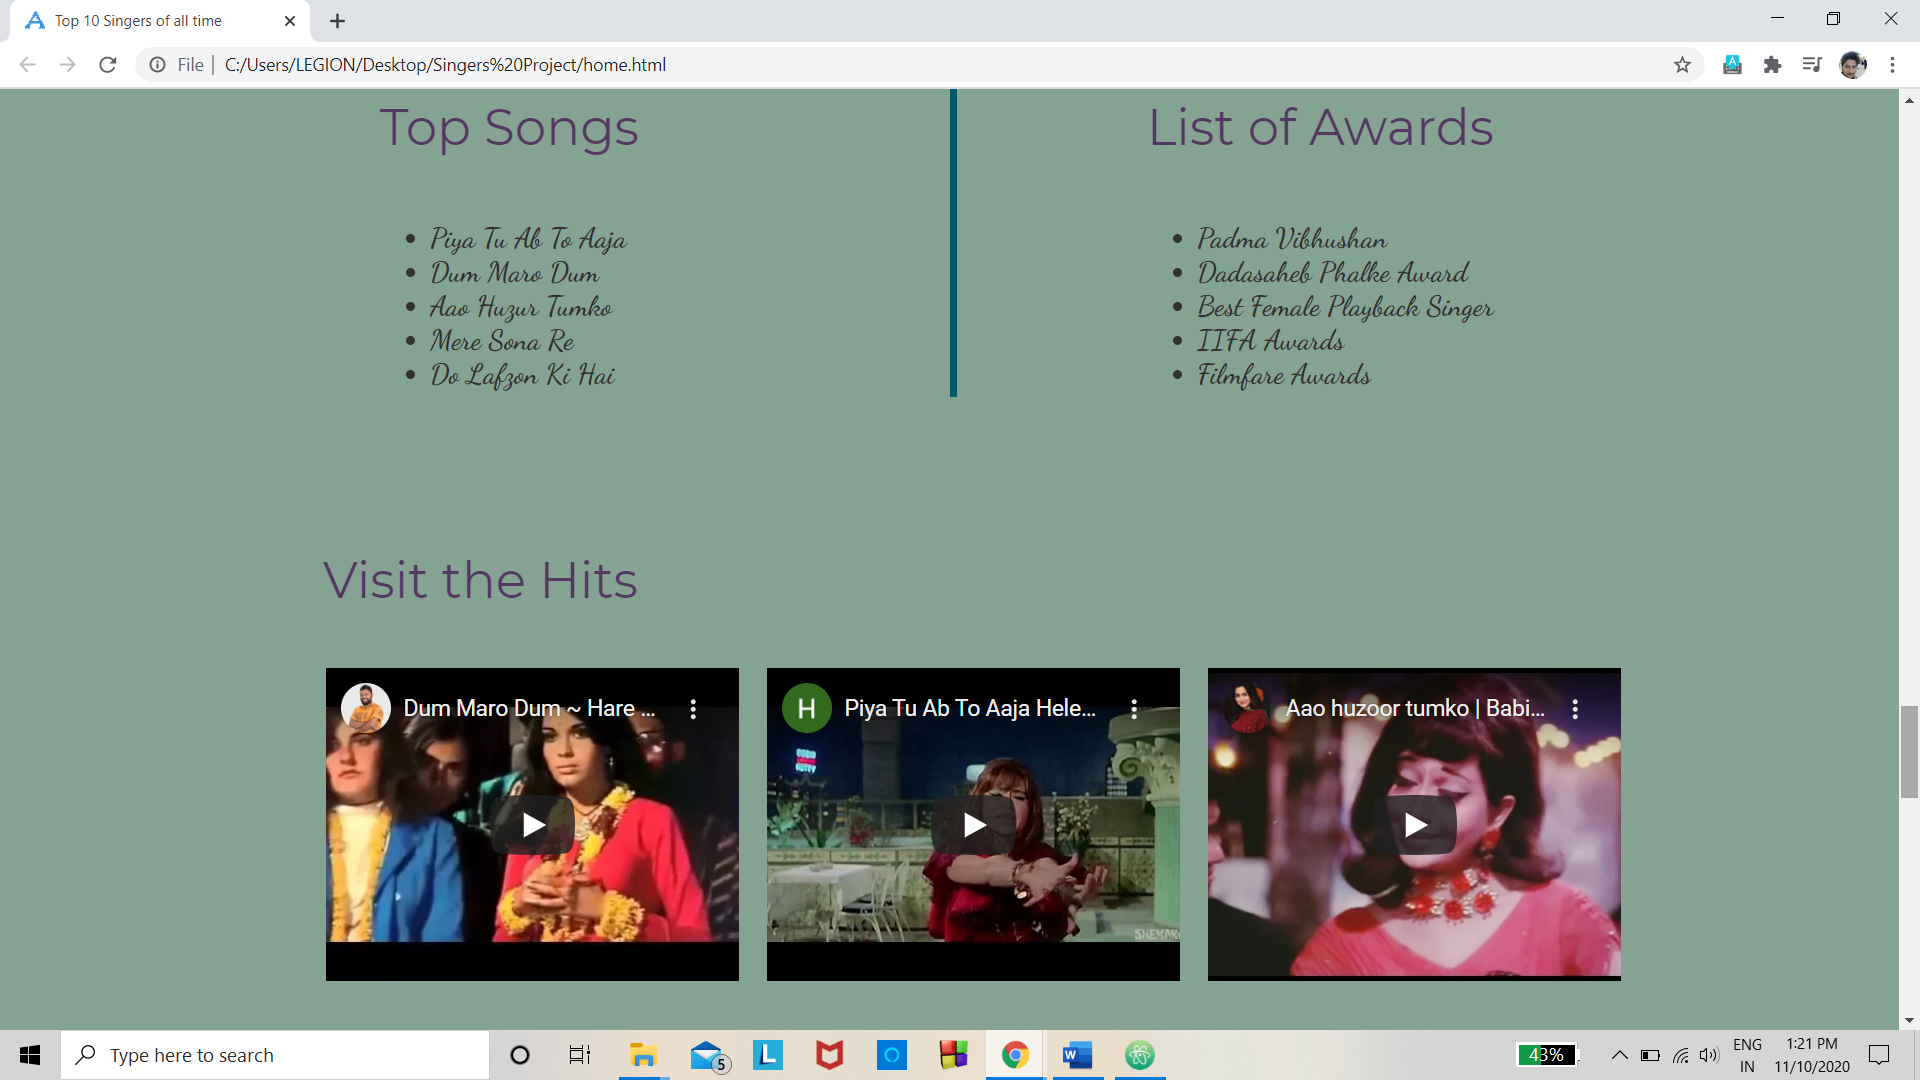 Top 10 Singers of all time
File | C:/Users/LEGION/Desktop/Singers%20Project/home.html
Top Songs
Piya Tu Ab To Aaja
Dum Maro Dum
Aao Huzur Tumko
Mere Sona Re
Do Lafzon Ki Hai
List of Awards
Padma Vibhushan
Dadasaheb Phalke Award
Best Female Playback Singer
IIFA Awards
Filmfare Awards
Visit the Hits
Dum Maro Dum ~ Hare ...
H Piya Tu Ab To Aaja Hele...
SHEMAR
Aao huzoor tumko | Babi...
Type here to search
5
L
W
43%
ENG
IN
1:21 PM
11/10/2020